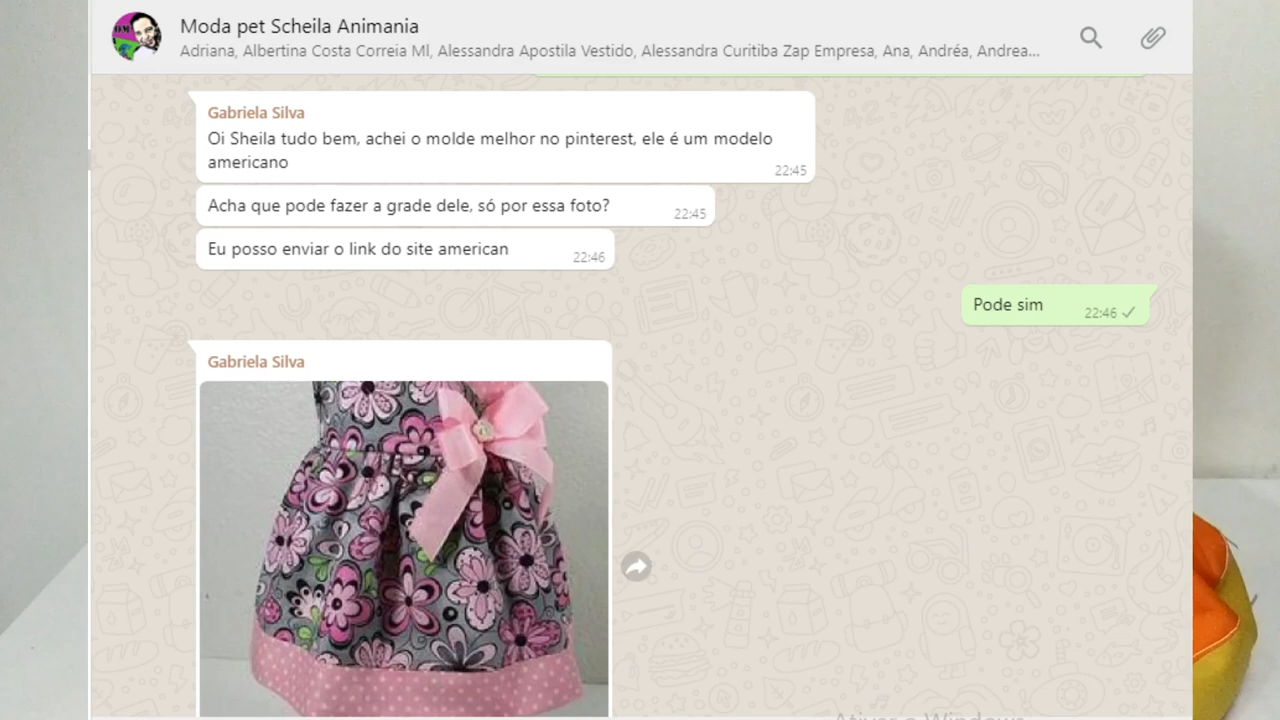 Moda pet Scheila Animania
Adriana, Albertina Costa Correia Ml, Alessandra Apostila Vestido, Alessandra Curitiba Zap Empresa, Ana, Andréa, Andrea...
Gabriela Silva
Oi Sheila tudo bem, achei o molde melhor no pinterest, ele é um modelo
americano
22:45
Acha que pode fazer a grade dele, só por essa foto?
22:45
Eu posso enviar o link do site american
22:46
Pode sim
22:46
Gabriela Silva
Ativar o Windows